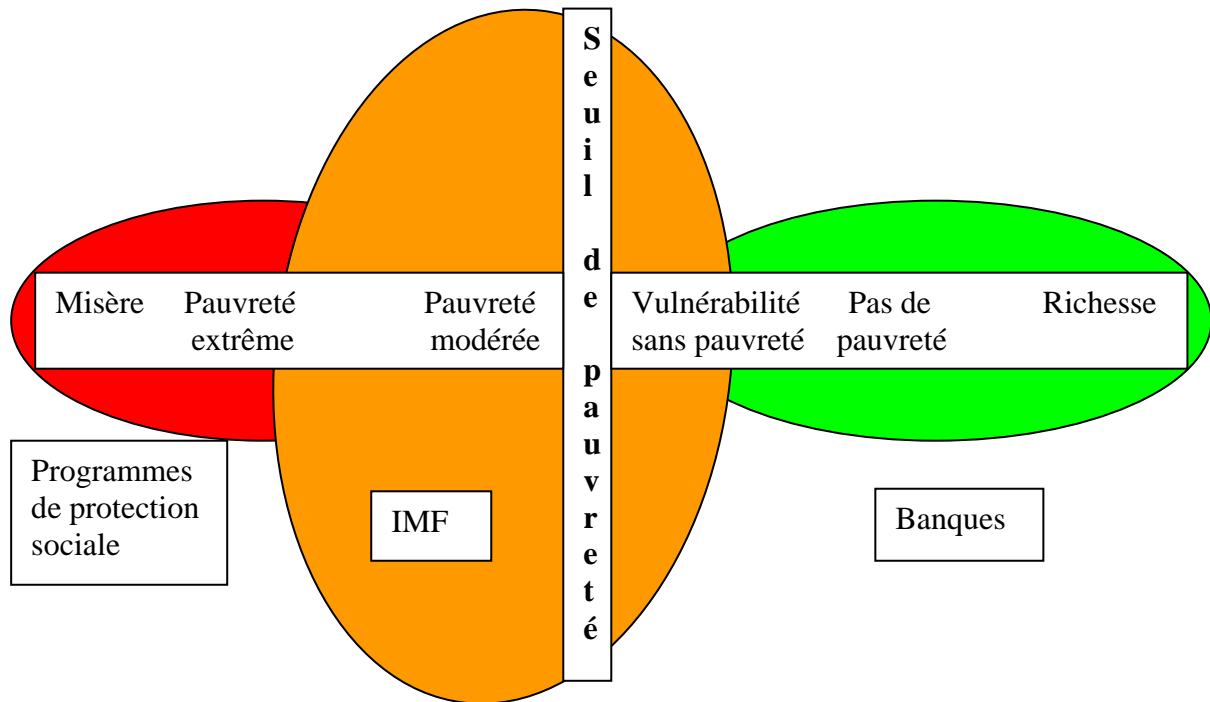 Seuil de pauvreté
Misère Pauvreté extrême
Pauvreté modérée
Vulnérabilité sans pauvreté
Pas de pauvreté
Richesse
Programmes
de protection
sociale
IMF
Banques